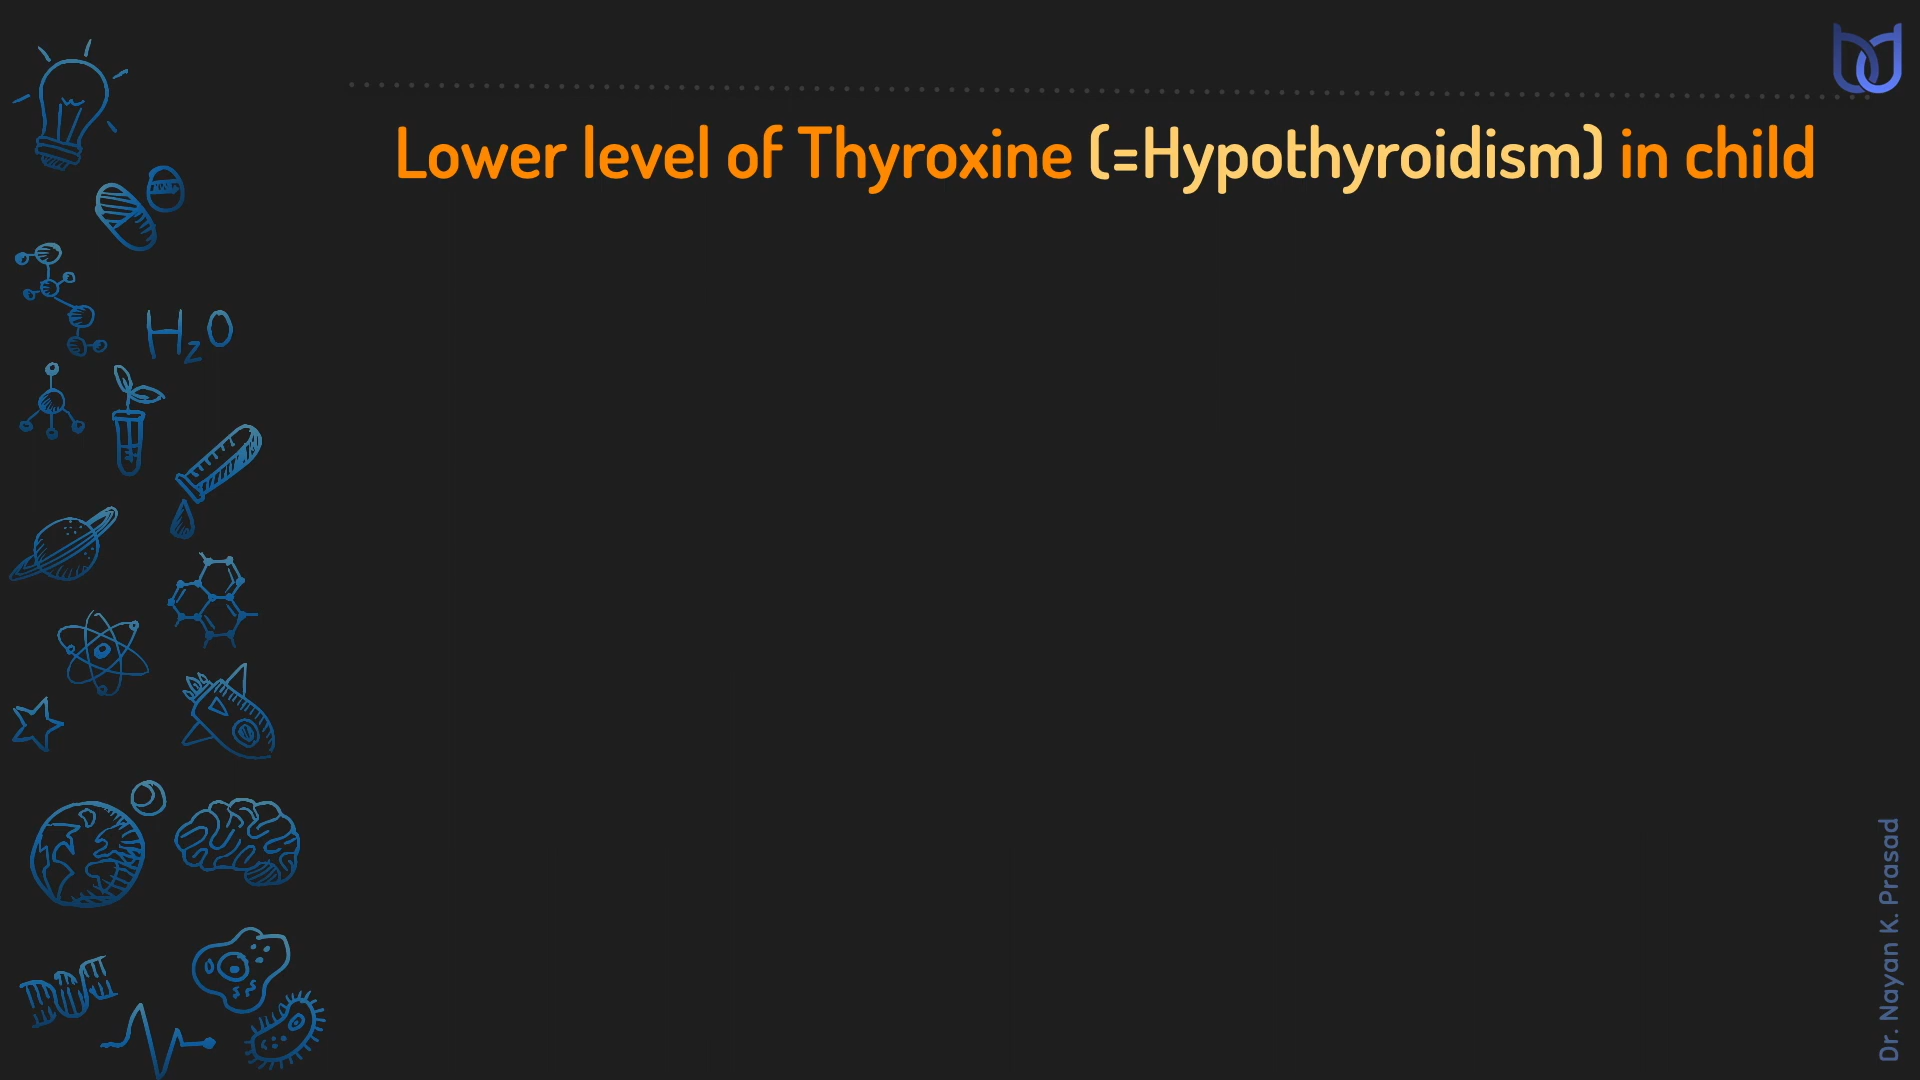 Lower level of Thyroxine (=Hypothyroidism) in child
H2O
Dr. Nayan K. Prasad